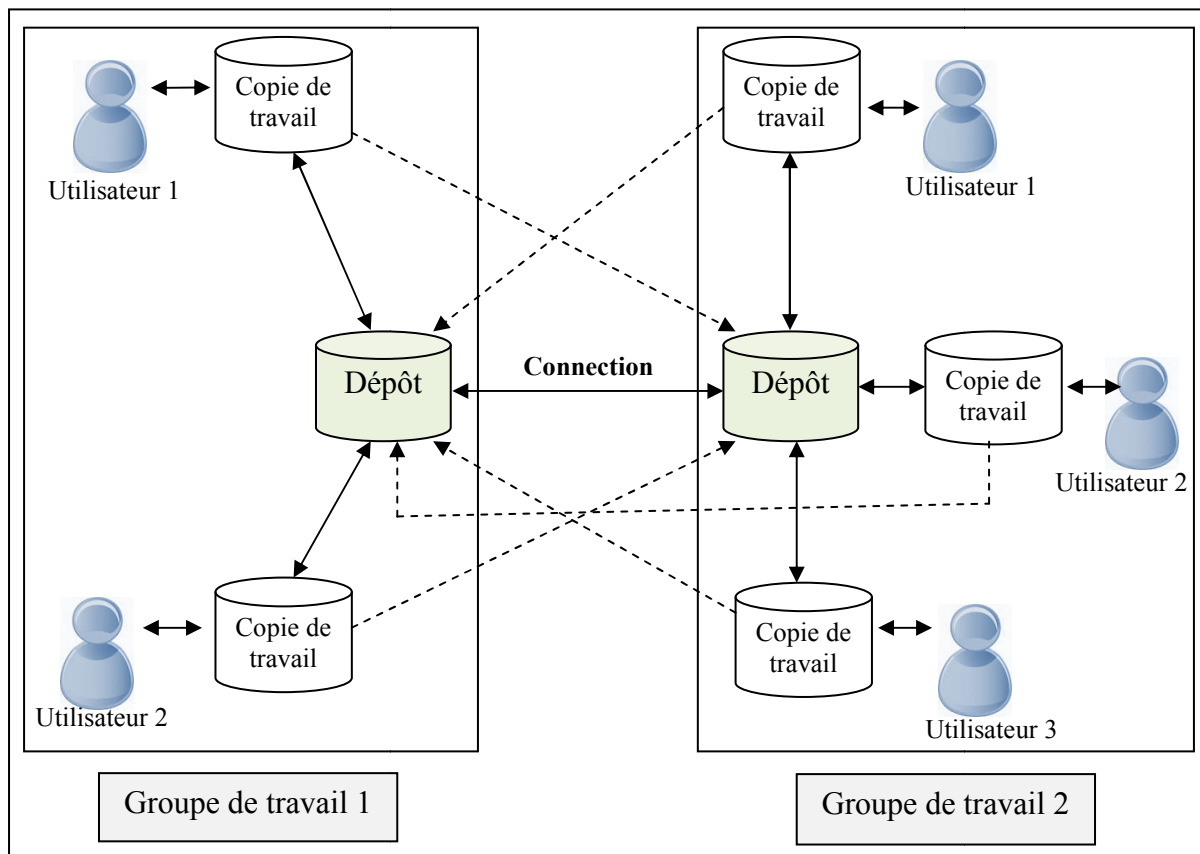 Copie de
travail
Utilisateur 1
Copie de
travail
Utilisateur 1
Dépôt
Connection
Dépôt
Copie de
travail
Utilisateur 2
Copie de
travail
Utilisateur 2
Copie de
travail
Utilisateur 3
Groupe de travail 1
Groupe de travail 2